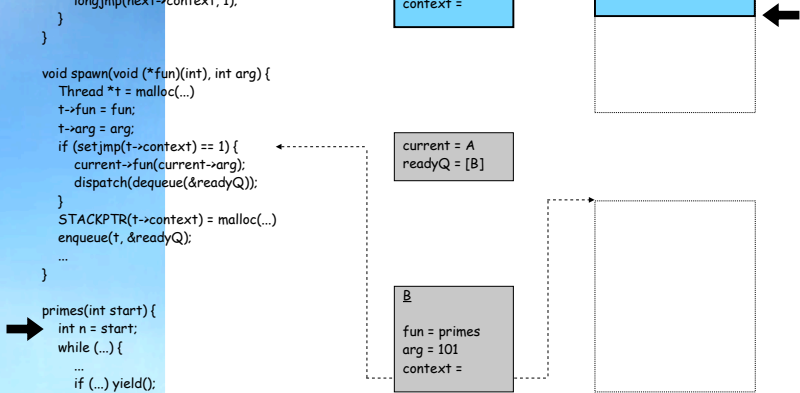 longjmp(next->context, 1);
}
}
void spawn(void (*fun)(int), int arg) {
Thread *t = malloc(...)
t->fun = fun;
t->arg = arg;
if (setjmp(t->context) == 1) {
current->fun(current->arg);
dispatch(dequeue(&readyQ));
}
STACKPTR(t->context) = malloc(...)
enqueue(t, &readyQ);
...
}
primes(int start) {
int n = start;
while (...) {
...
if (...) yield();
context =
current = A
readyQ = [B]
B
fun = primes
arg = 101
context =